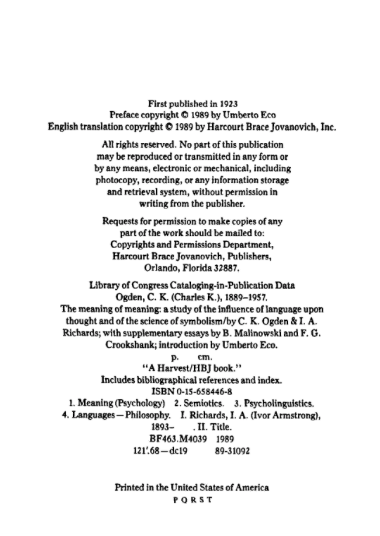 First published in 1923
Preface copyright © 1989 by Umberto Eco
English translation copyright © 1989 by Harcourt Brace Jovanovich, Inc.
All rights reserved. No part of this publication
may be reproduced or transmitted in any form or
by any means, electronic or mechanical, including
photocopy, recording, or any information storage
and retrieval system, without permission in
writing from the publisher.
Requests for permission to make copies of any
part of the work should be mailed to:
Copyrights and Permissions Department,
Harcourt Brace Jovanovich, Publishers,
Orlando, Florida 32887.
Library of Congress Cataloging-in-Publication Data
Ogden, C. K. (Charles K.), 1889–1957.
The meaning of meaning: a study of the influence of language upon
thought and of the science of symbolism/by C. K. Ogden & I. A.
Richards; with supplementary essays by B. Malinowski and F. G.
Crookshank; introduction by Umberto Eco.
p. cm.
“A Harvest/HBJ book.”
Includes bibliographical references and index.
ISBN 0-15-658446-8
1. Meaning (Psychology) 2. Semiotics. 3. Psycholinguistics.
4. Languages—Philosophy. I. Richards, I. A. (Ivor Armstrong),
1893– . II. Title.
BF463.M4039 1989
121'.68—dc19 89-31092
Printed in the United States of America
P Q R S T